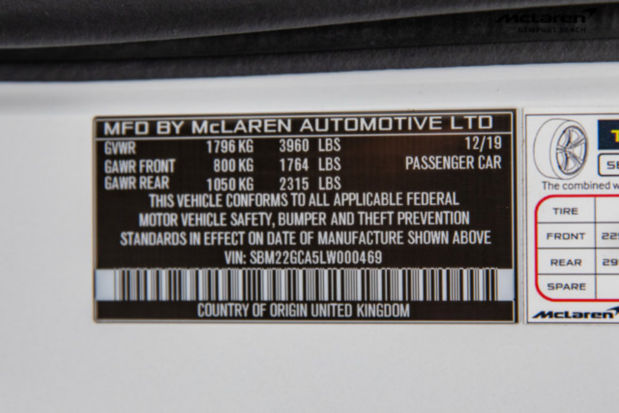 McLaren
NEWPORT BEACH
MFD BY McLAREN AUTOMOTIVE LTD
GVWR 1796 KG 3960 LBS 12/19
GAWR FRONT 800 KG 1764 LBS PASSENGER CAR
GAWR REAR 1050 KG 2315 LBS
THIS VEHICLE CONFORMS TO ALL APPLICABLE FEDERAL
MOTOR VEHICLE SAFETY, BUMPER AND THEFT PREVENTION
STANDARDS IN EFFECT ON DATE OF MANUFACTURE SHOWN ABOVE
VIN: SBM22GCA5LW000469
COUNTRY OF ORIGIN UNITED KINGDOM
The combined
TIRE
FRONT
REAR
SPARE
McLaren